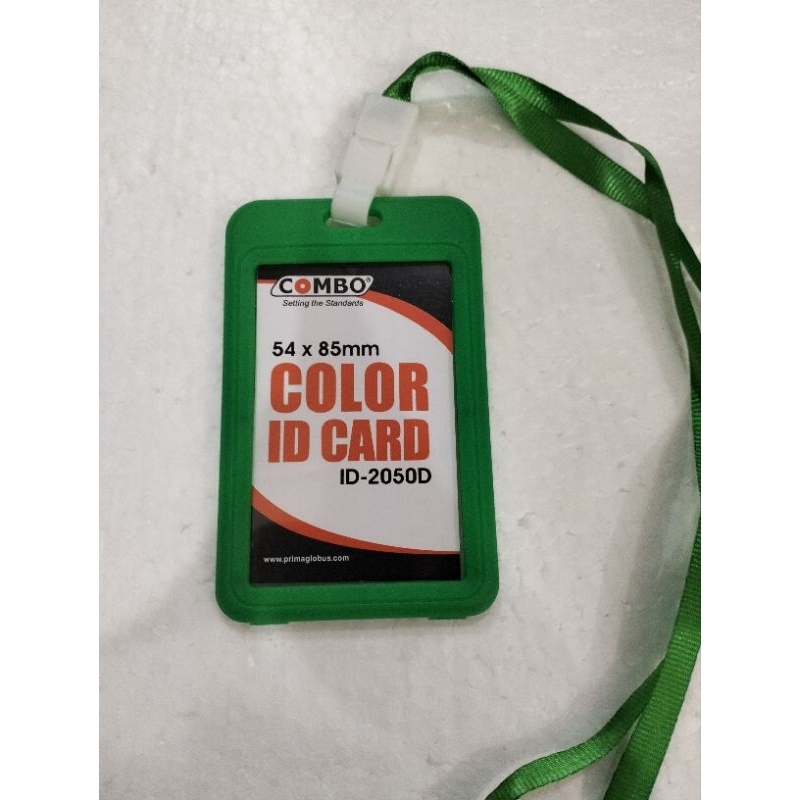 COMBO®
Setting the Standards
54 x 85mm
COLOR
ID CARD
ID-2050D
www.primaglobus.com